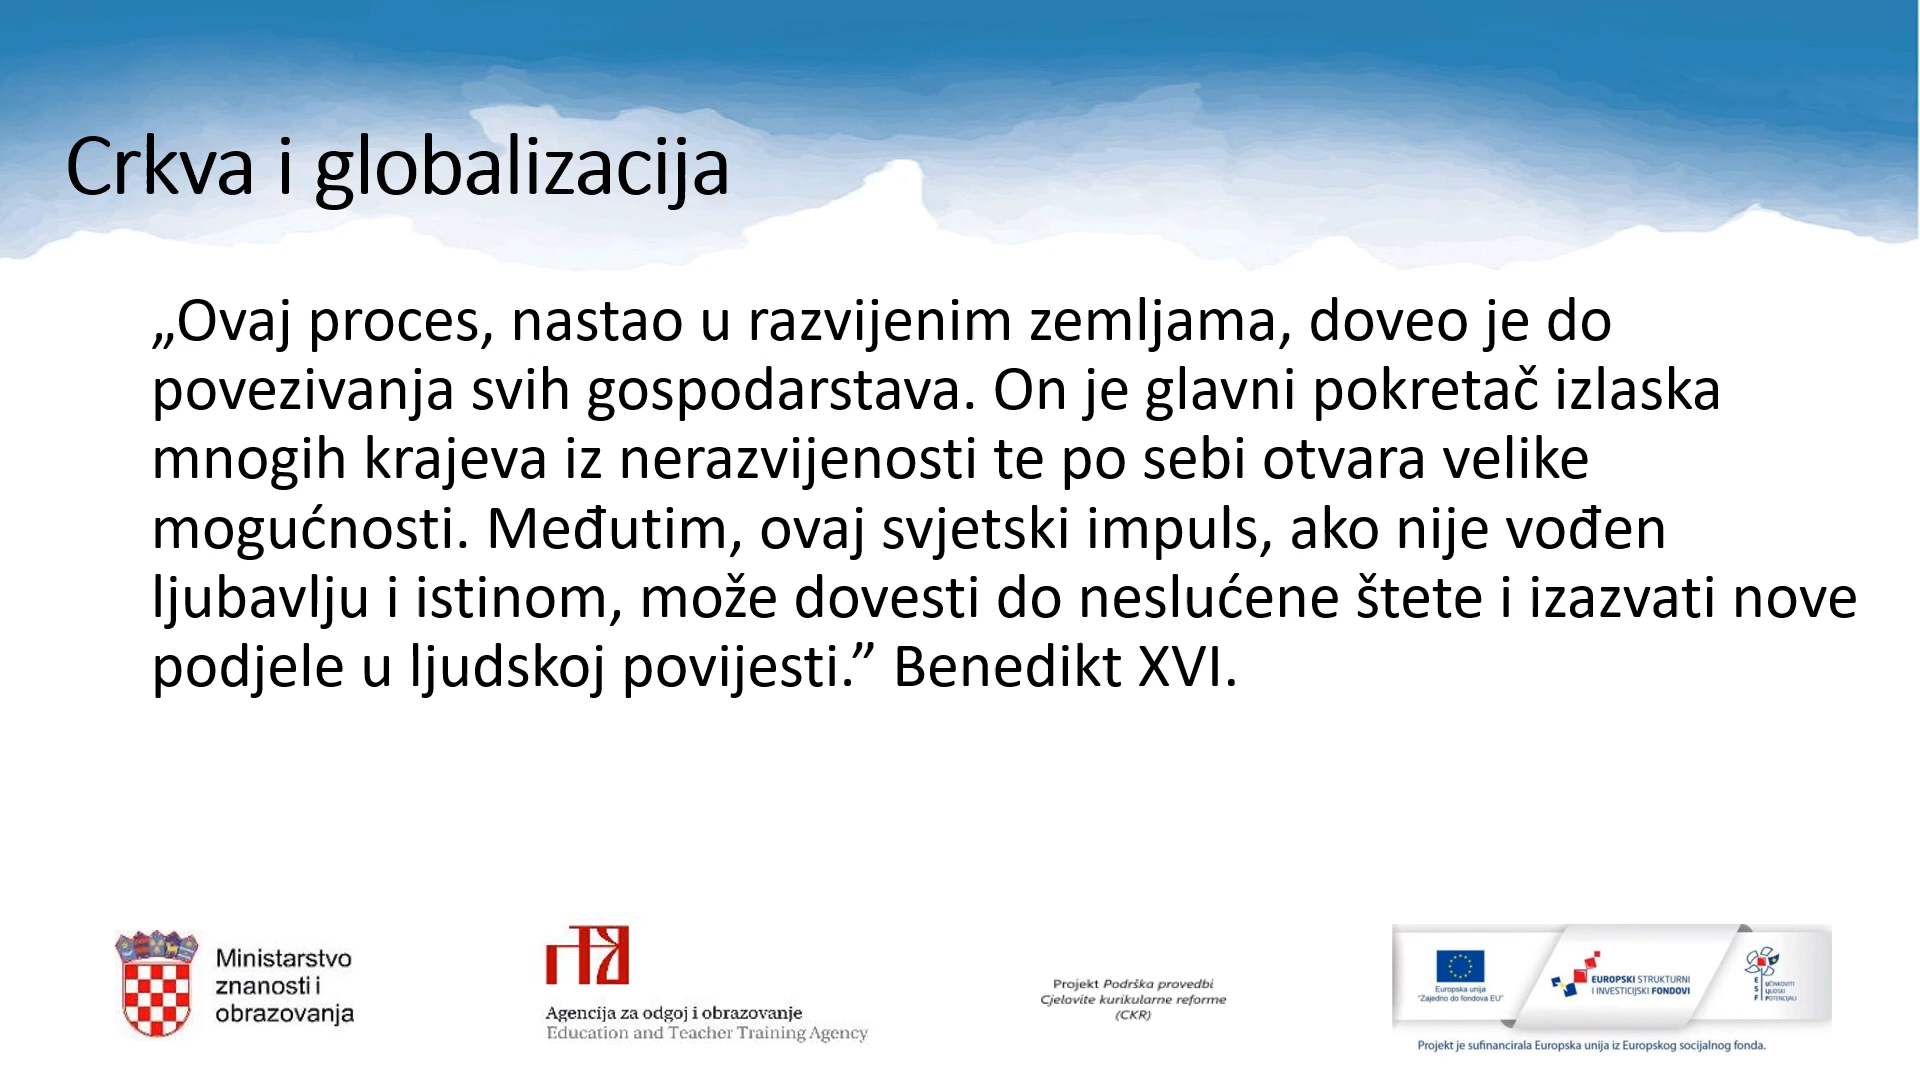 Crkva i globalizacija
„Ovaj proces, nastao u razvijenim zemljama, doveo je do
povezivanja svih gospodarstava. On je glavni pokretač izlaska
mnogih krajeva iz nerazvijenosti te po sebi otvara velike
mogućnosti. Međutim, ovaj svjetski impuls, ako nije vođen
ljubavlju i istinom, može dovesti do neslućene štete i izazvati nove
podjele u ljudskoj povijesti.” Benedikt XVI.
Ministarstvo
znanosti i
obrazovanja
Agencija za odgoj i obrazovanje
Education and Teacher Training Agency
Projekt Podrška provedbi
Cjelovite kurikularne reforme
(CKR)
Europska unija
"Zajedno do fondova EU"
EUROPSKI STRUKTURNI
I INVESTICIJSKI FONDOVI
ESF
UČINKOVITI
LJUDSKI
POTENCIJALI
Projekt je sufinancirala Europska unija iz Europskog socijalnog fonda.